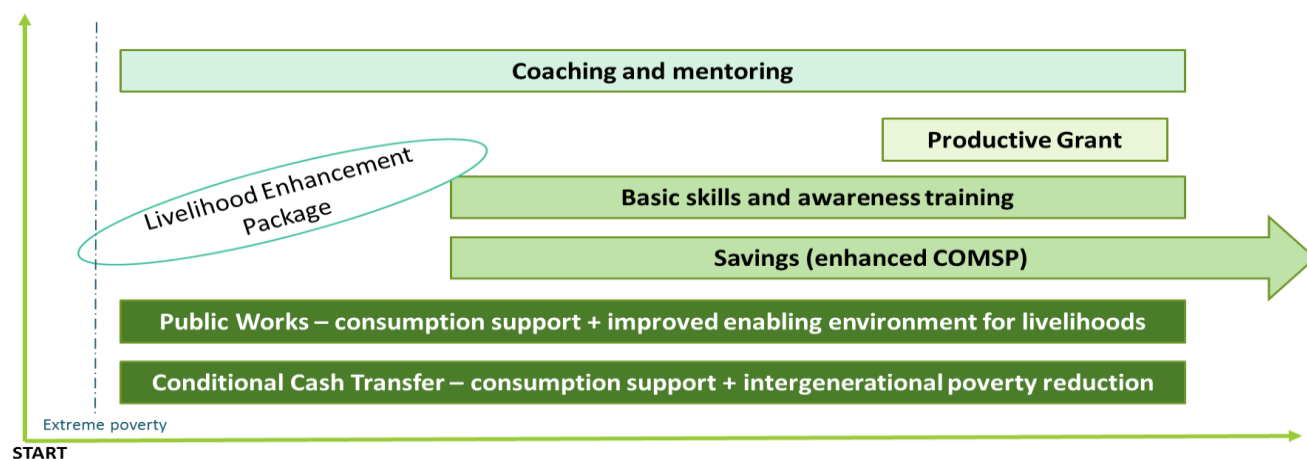 Coaching and mentoring
Productive Grant
Livelihood Enhancement
Package
Basic skills and awareness training
Savings (enhanced COMSP)
Public Works – consumption support + improved enabling environment for livelihoods
Conditional Cash Transfer – consumption support + intergenerational poverty reduction
Extreme poverty
START